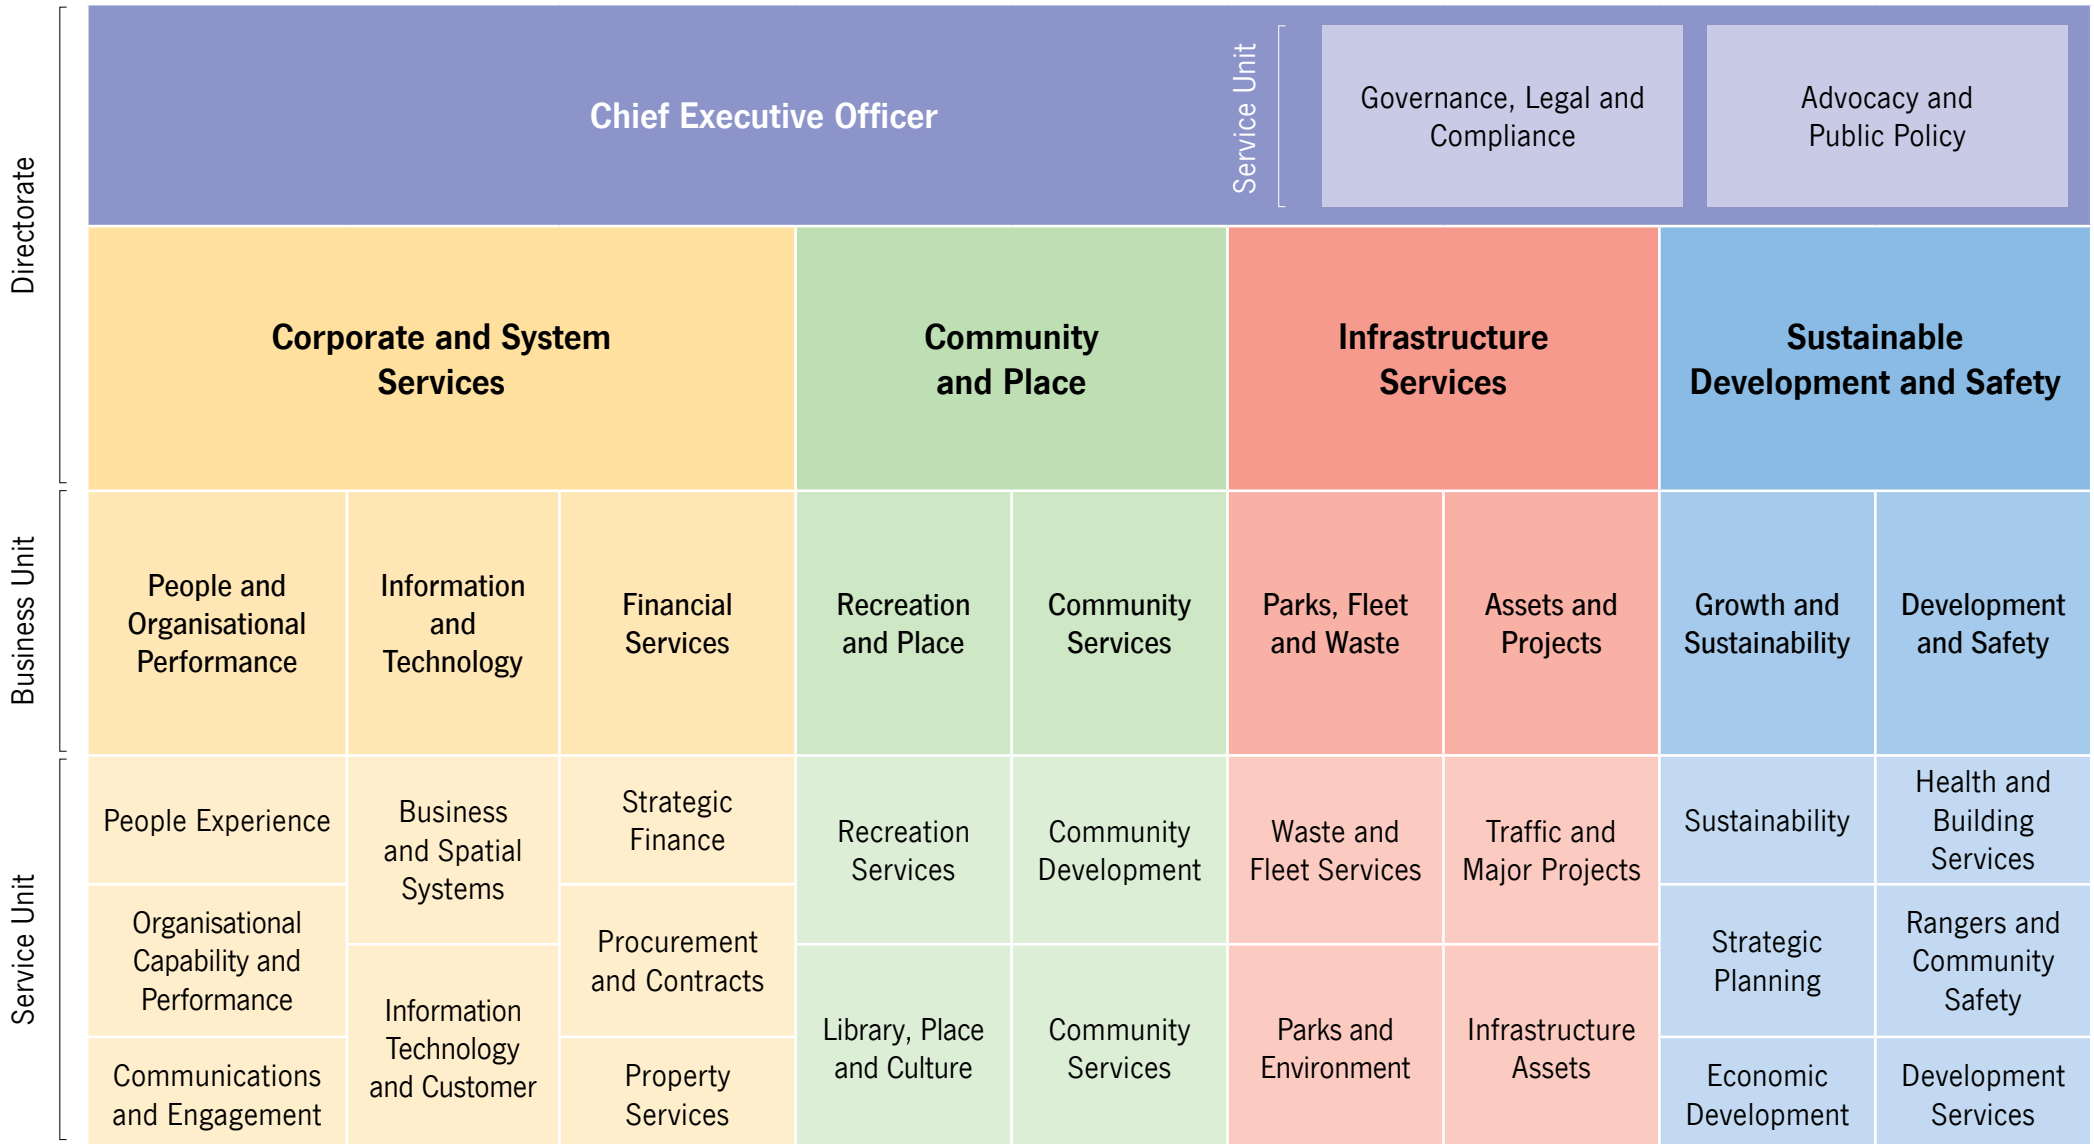 Directorate
Chief Executive Officer
Service Unit
Governance, Legal and
Compliance
Advocacy and
Public Policy
Corporate and System
Services
Community
and Place
Infrastructure
Services
Sustainable
Development and Safety
Business Unit
People and
Organisational
Performance
Information
and
Technology
Financial
Services
Recreation
and Place
Community
Services
Parks, Fleet
and Waste
Assets and
Projects
Growth and
Sustainability
Development
and Safety
Service Unit
People Experience
Organisational
Capability and
Performance
Communications
and Engagement
Business
and Spatial
Systems
Information
Technology
and Customer
Strategic
Finance
Procurement
and Contracts
Property
Services
Recreation
Services
Library, Place
and Culture
Community
Development
Community
Services
Waste and
Fleet Services
Parks and
Environment
Traffic and
Major Projects
Infrastructure
Assets
Sustainability
Strategic
Planning
Economic
Development
Health and
Building
Services
Rangers and
Community
Safety
Development
Services